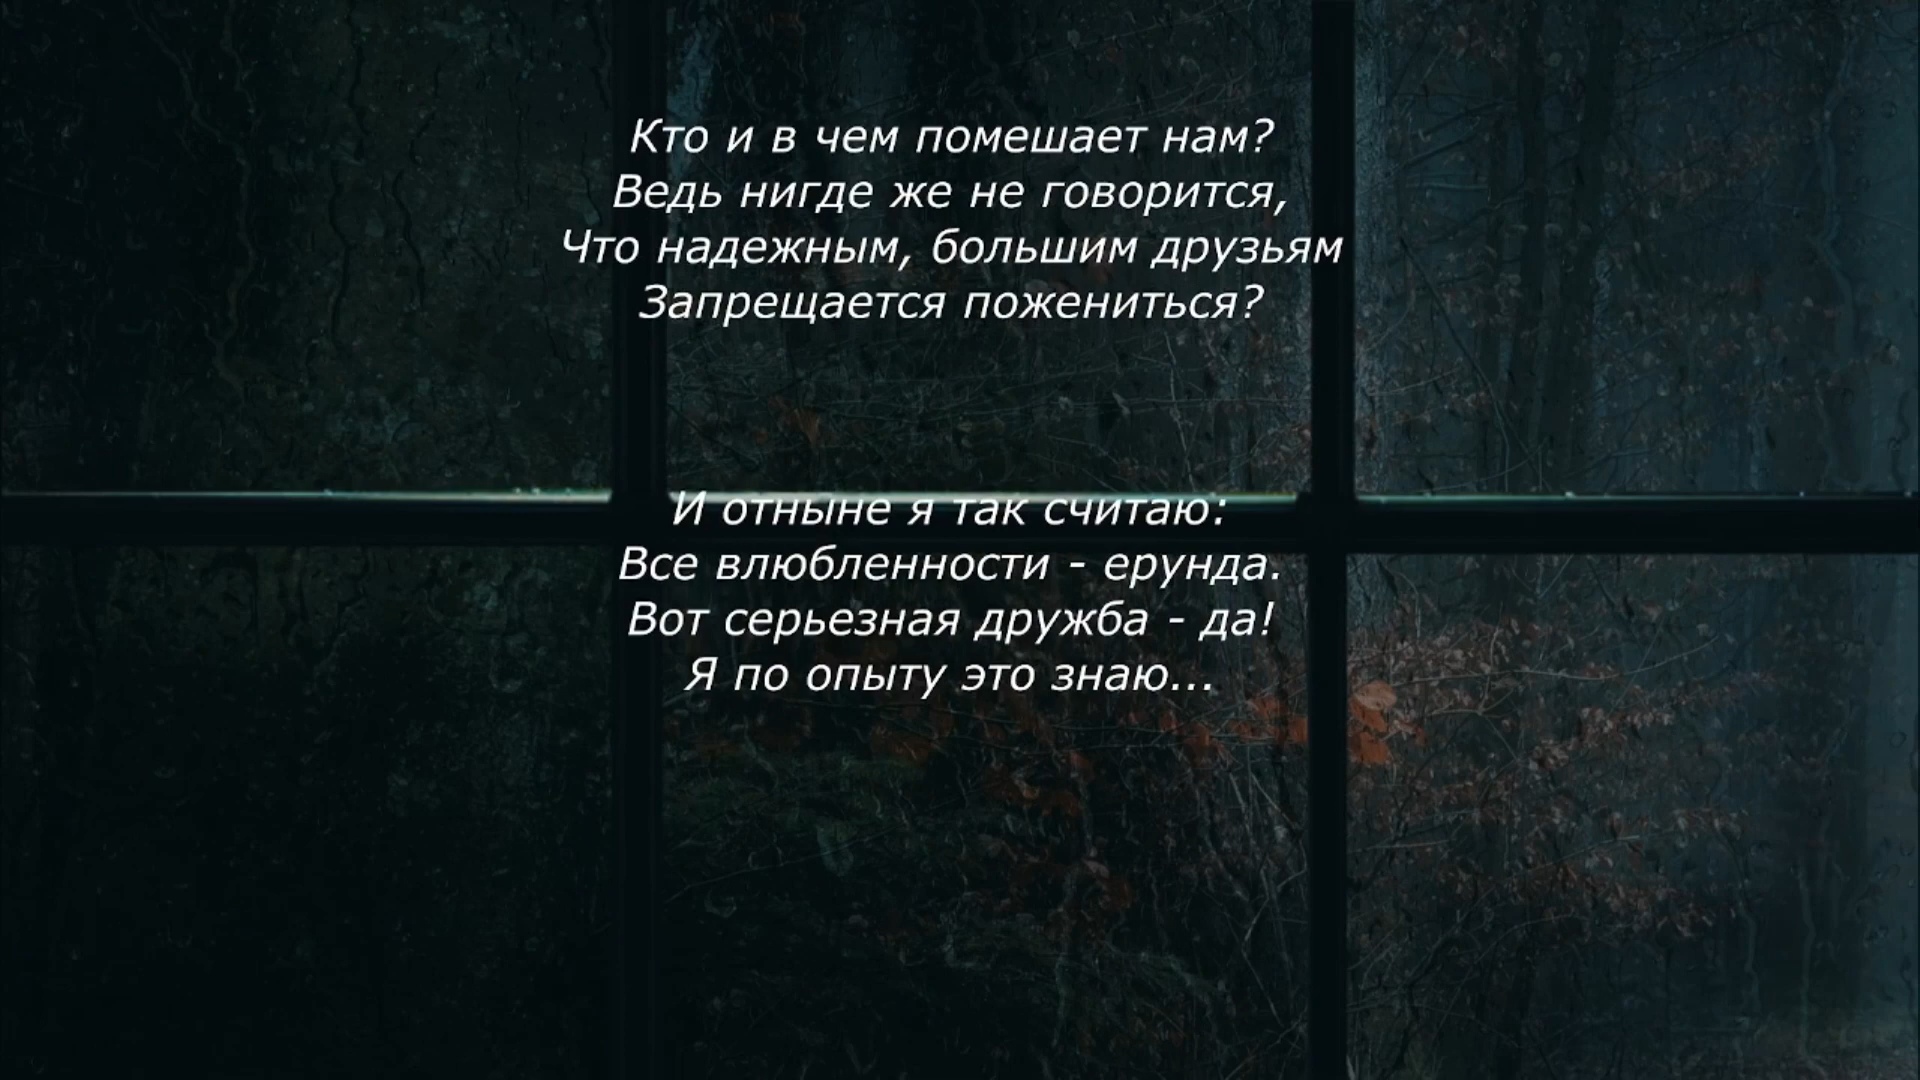 Кто и в чем помешает нам?
Ведь нигде же не говорится,
Что надежным, большим друзьям
Запрещается пожениться?
И отныне я так считаю:
Все влюбленности - ерунда.
Вот серьезная дружба - да!
Я по опыту это знаю...